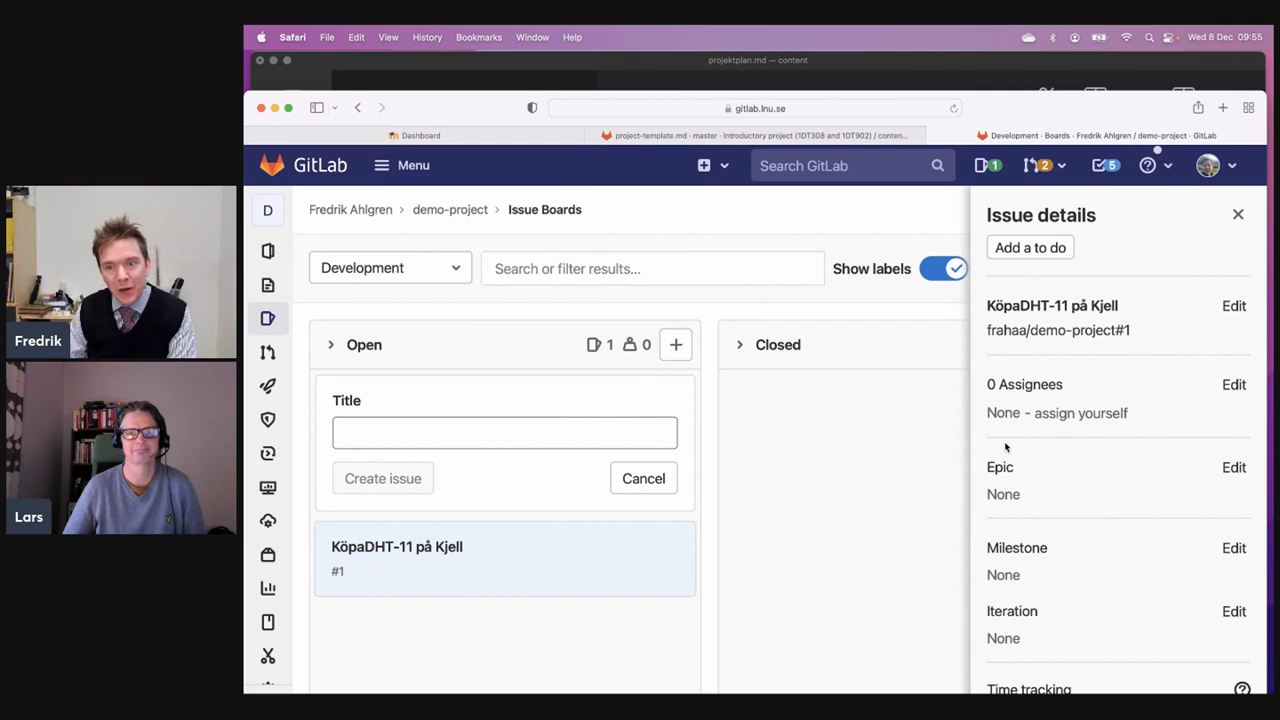 Safari File Edit View History Bookmarks Window Help Wed 8 Dec 09:55
projektplan.md — content
gitlab.lnu.se
Dashboard
project-template.md · master · Introductory project (1DT308 and 1DT902) / conten...
Development · Boards · Fredrik Ahlgren / demo-project · GitLab
GitLab Menu Search GitLab 1 2 5
D
Fredrik Ahlgren > demo-project > Issue Boards
Development
Search or filter results...
Show labels
Open 1 0
Title
Create issue Cancel
KöpaDHT-11 på Kjell
#1
Closed
Issue details
Add a to do
KöpaDHT-11 på Kjell Edit
frahaa/demo-project#1
0 Assignees Edit
None - assign yourself
Epic Edit
None
Milestone Edit
None
Iteration Edit
None
Time tracking
Fredrik
Lars